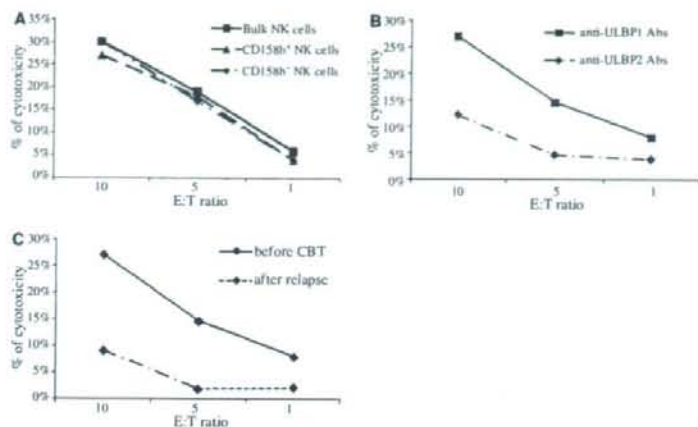 A
35%
30%
25%
20%
15%
10%
5%
0%
% of cytotoxicity
Bulk NK cells
CD158b⁺ NK cells
CD158b⁻ NK cells
10 5 1
E:T ratio
B
30%
25%
20%
15%
10%
5%
0%
% of cytotoxicity
anti-ULBP1 Abs
anti-ULBP2 Abs
10 5 1
E:T ratio
C
30%
25%
20%
15%
10%
5%
0%
% of cytotoxicity
before CBT
after relapse
10 5 1
E:T ratio